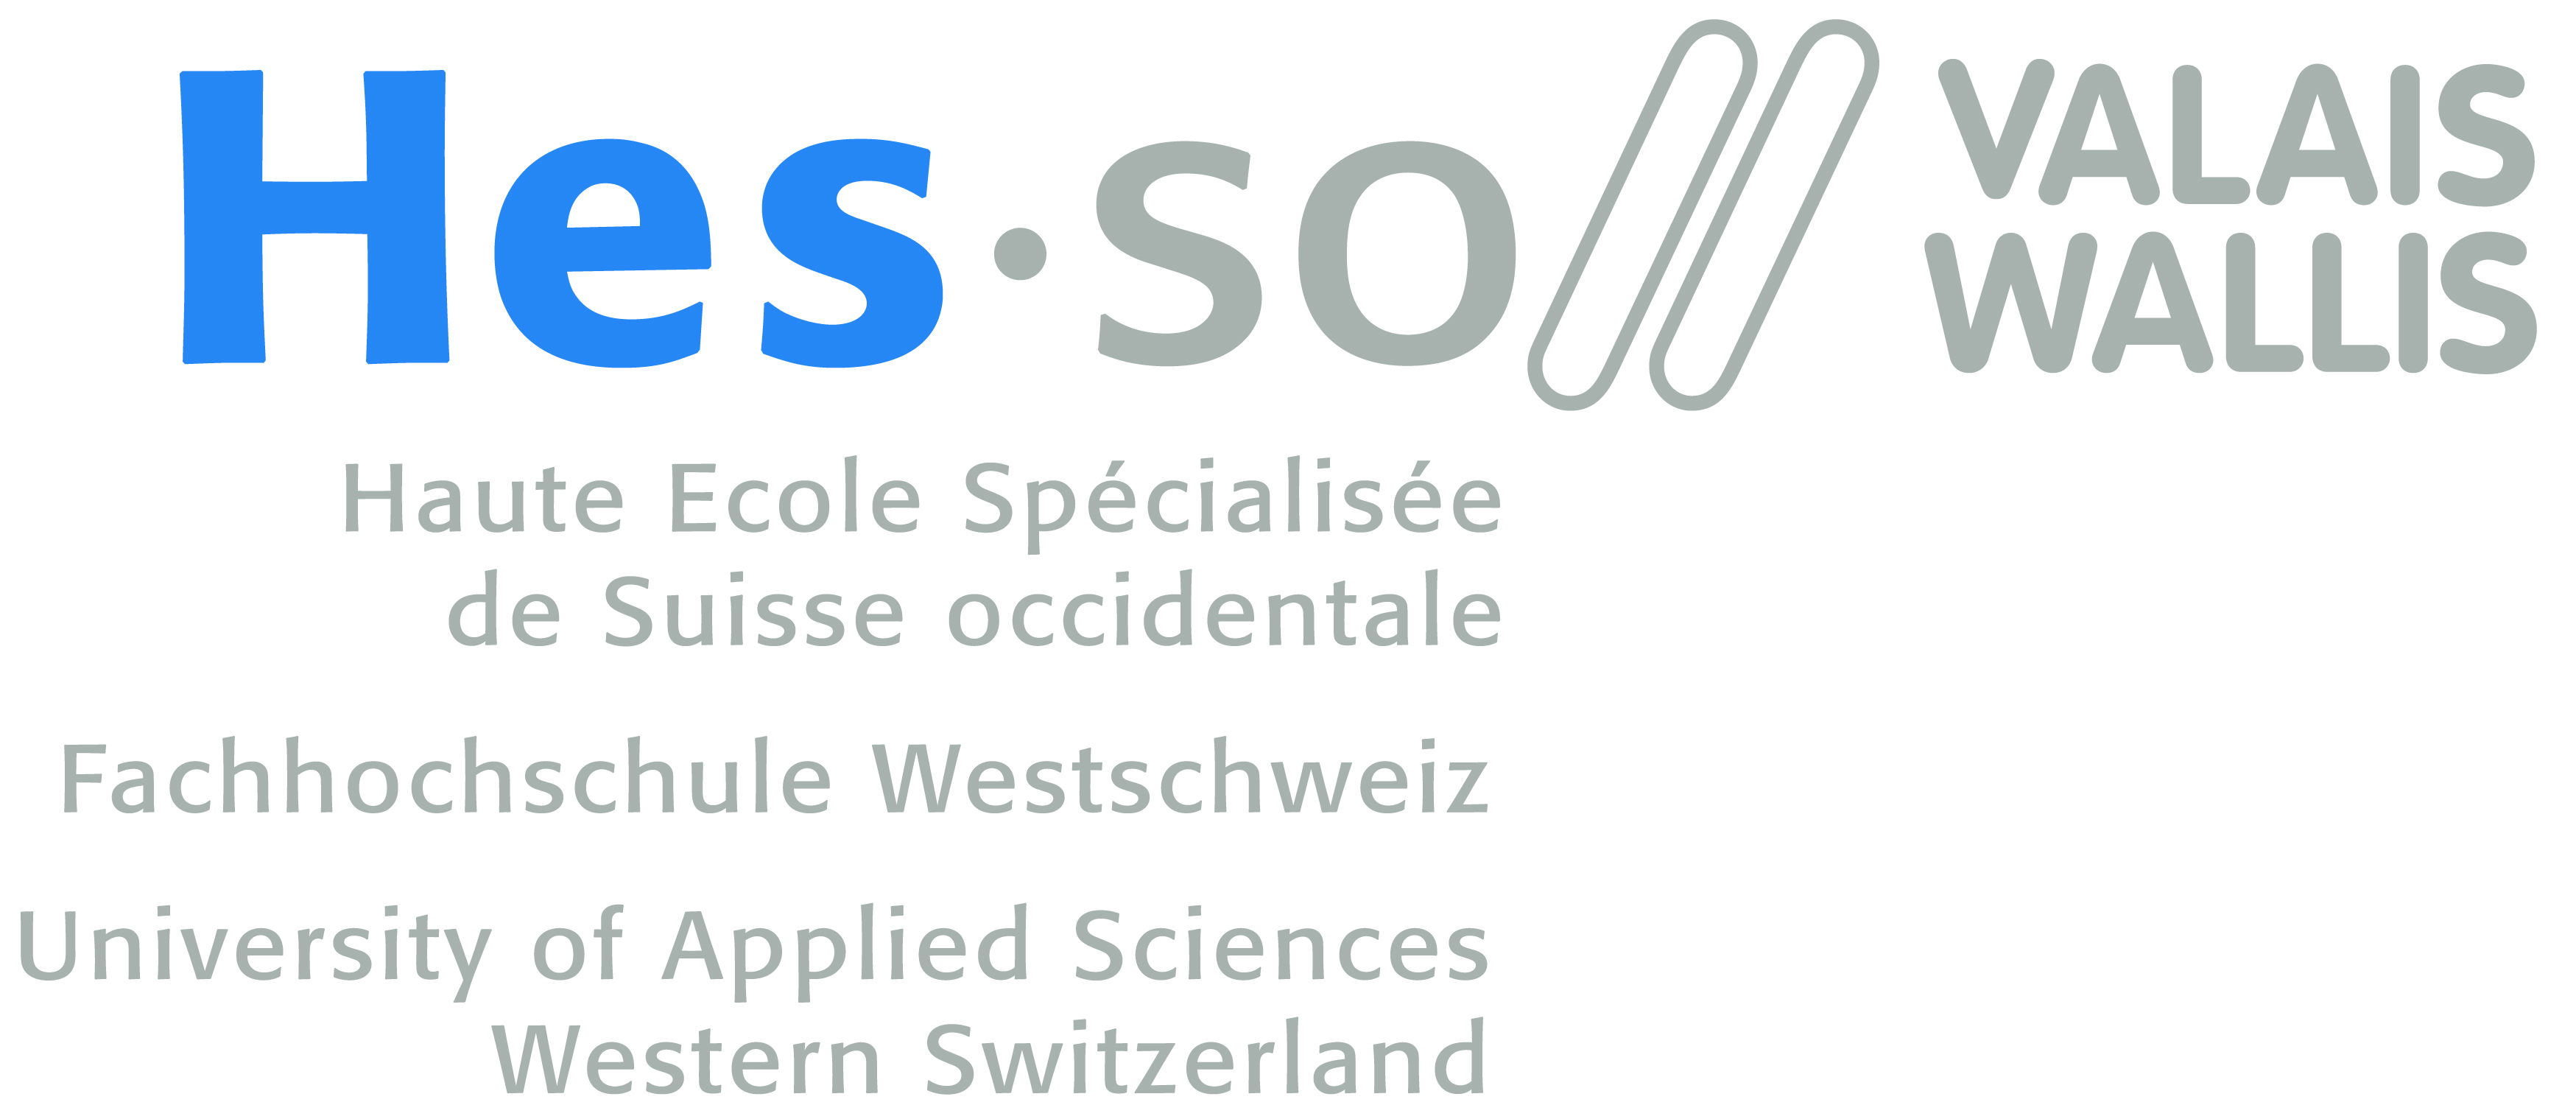 Hes·so VALAIS
WALLIS
Haute Ecole Spécialisée
de Suisse occidentale
Fachhochschule Westschweiz
University of Applied Sciences
Western Switzerland